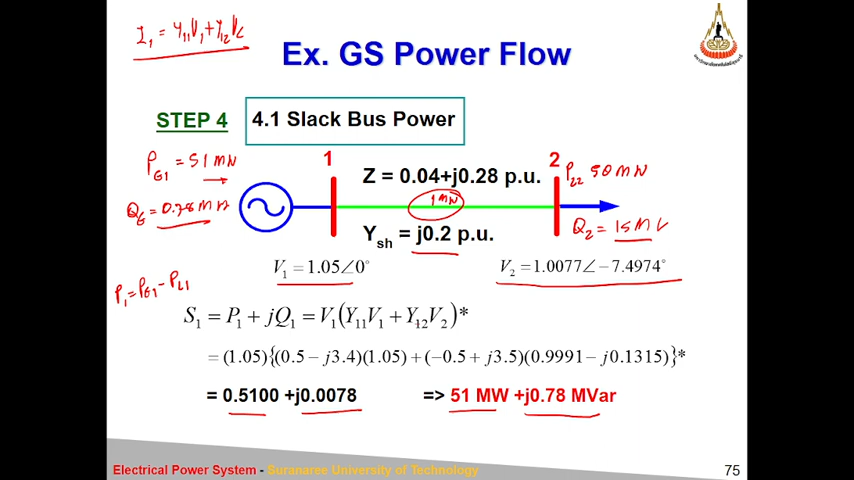 I₁ = Y₁₁V₁ + Y₁₂V₂
Ex. GS Power Flow
STEP 4
4.1 Slack Bus Power
P_G1 = 51 MW
1
2
Z = 0.04+j0.28 p.u.
P_L2 50 MW
1 MW
Q_G = 0.78 MVar
Y_sh = j0.2 p.u.
Q₂ = 15 MV
V₁ = 1.05∠0°
V₂ = 1.0077∠−7.4974°
P₁ = P_G1 − P_L1
S₁ = P₁ + jQ₁ = V₁(Y₁₁V₁ + Y₁₂V₂)*
= (1.05){(0.5 − j3.4)(1.05) + (−0.5 + j3.5)(0.9991 − j0.1315)}*
= 0.5100 +j0.0078 => 51 MW +j0.78 MVar
Electrical Power System - Suranaree University of Technology
75